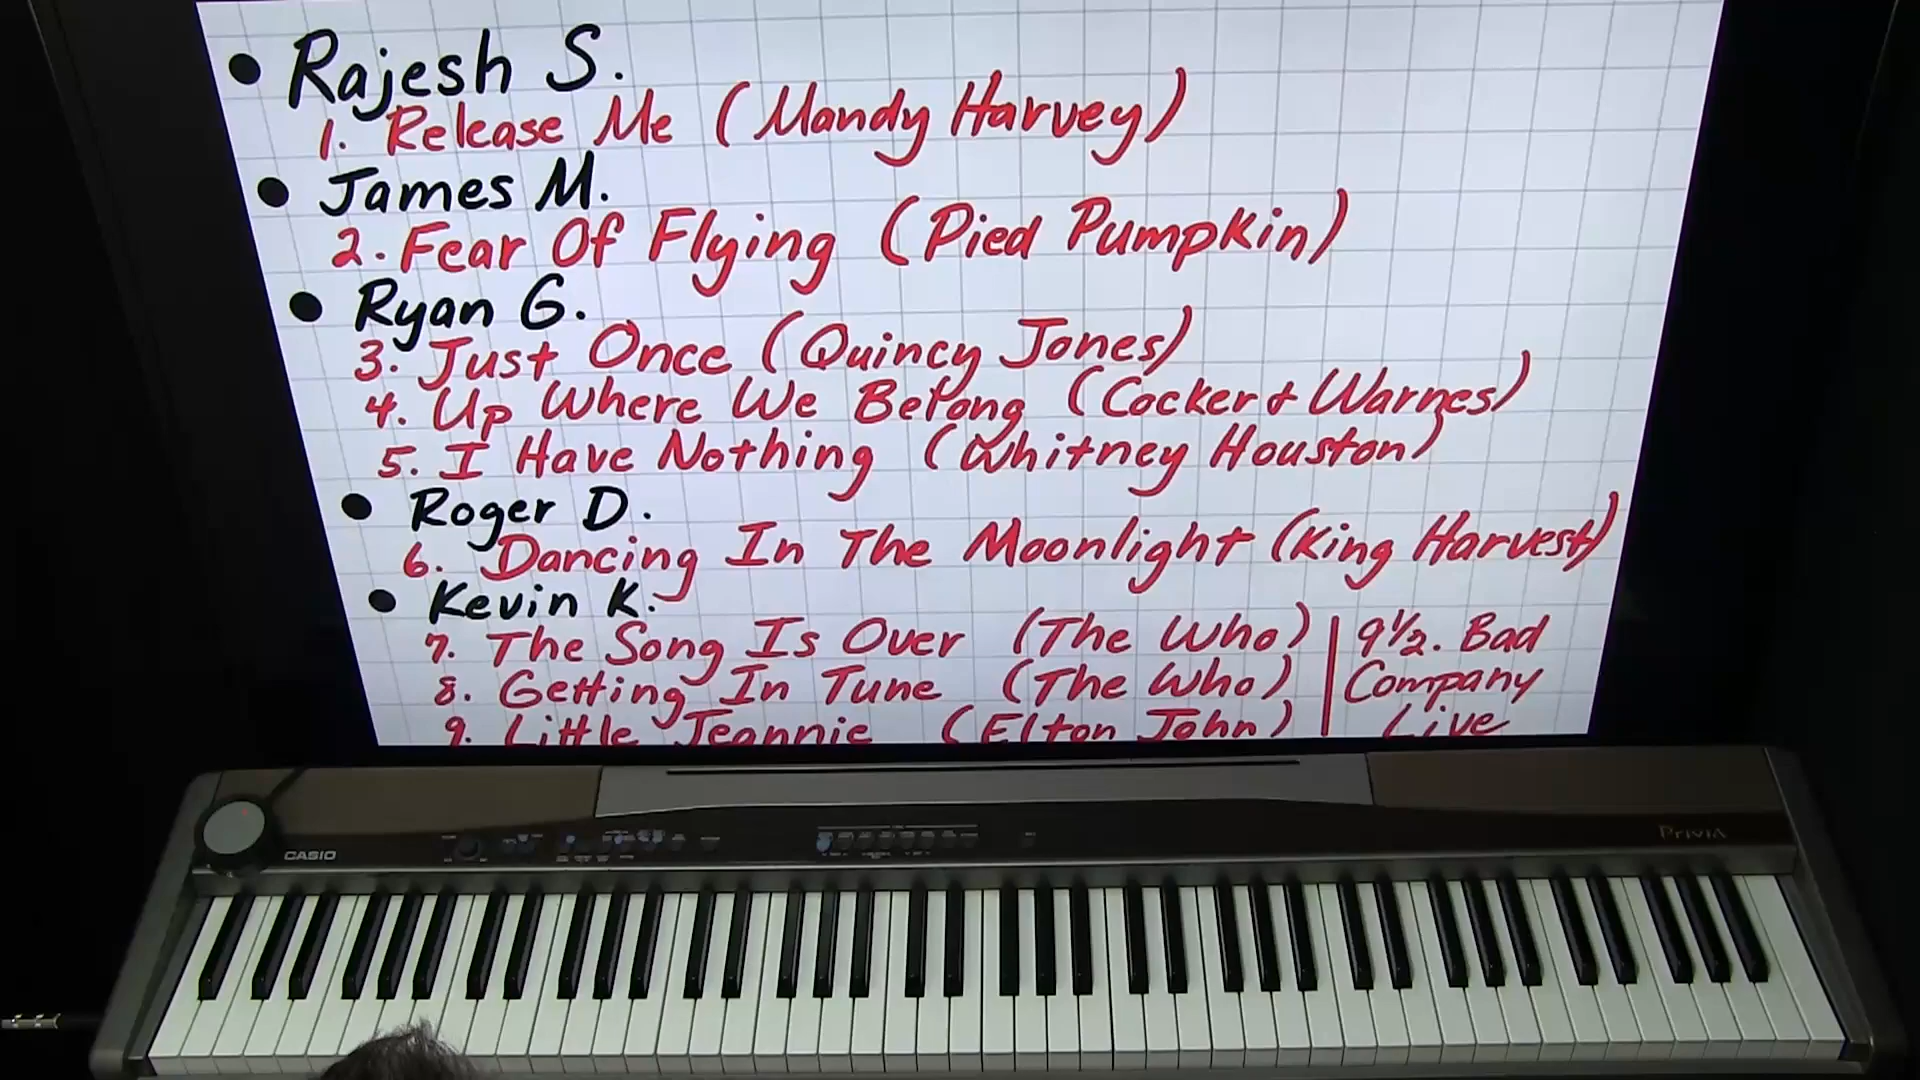 • Rajesh S.
1. Release Me (Mandy Harvey)
• James M.
2. Fear Of Flying (Pied Pumpkin)
• Ryan G.
3. Just Once (Quincy Jones)
4. Up Where We Belong (Cocker & Warnes)
5. I Have Nothing (Whitney Houston)
• Roger D.
6. Dancing In The Moonlight (King Harvest)
• Kevin K.
7. The Song Is Over (The Who)
8. Getting In Tune (The Who)
9. Little Jeannie (Elton John)
9½. Bad
Company
Live
CASIO
PRIVIA